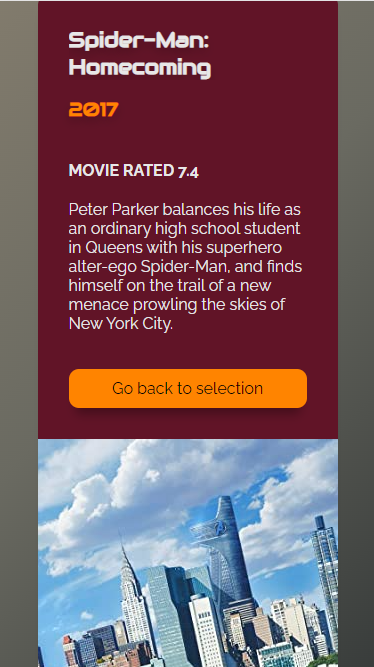 Spider-Man:
Homecoming
2017
MOVIE RATED 7.4
Peter Parker balances his life as
an ordinary high school student
in Queens with his superhero
alter-ego Spider-Man, and finds
himself on the trail of a new
menace prowling the skies of
New York City.
Go back to selection